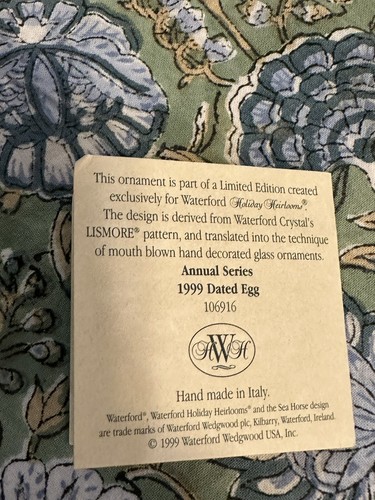 This ornament is part of a Limited Edition created
exclusively for Waterford Holiday Heirlooms®
The design is derived from Waterford Crystal's
LISMORE® pattern, and translated into the technique
of mouth blown hand decorated glass ornaments.
Annual Series
1999 Dated Egg
106916
HWH
Hand made in Italy.
Waterford®, Waterford Holiday Heirlooms® and the Sea Horse design
are trade marks of Waterford Wedgwood plc, Kilbarry, Waterford, Ireland.
© 1999 Waterford Wedgwood USA, Inc.